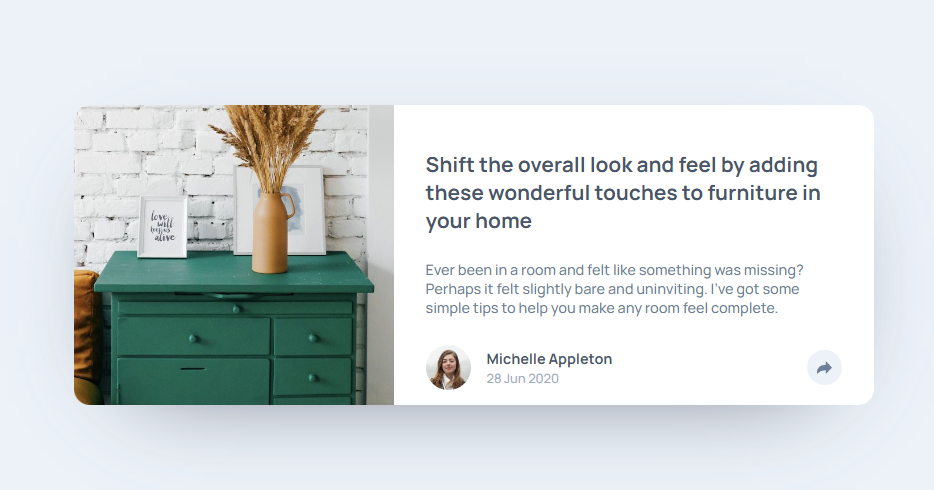 love
will
keep us
alive
Shift the overall look and feel by adding
these wonderful touches to furniture in
your home
Ever been in a room and felt like something was missing?
Perhaps it felt slightly bare and uninviting. I've got some
simple tips to help you make any room feel complete.
Michelle Appleton
28 Jun 2020